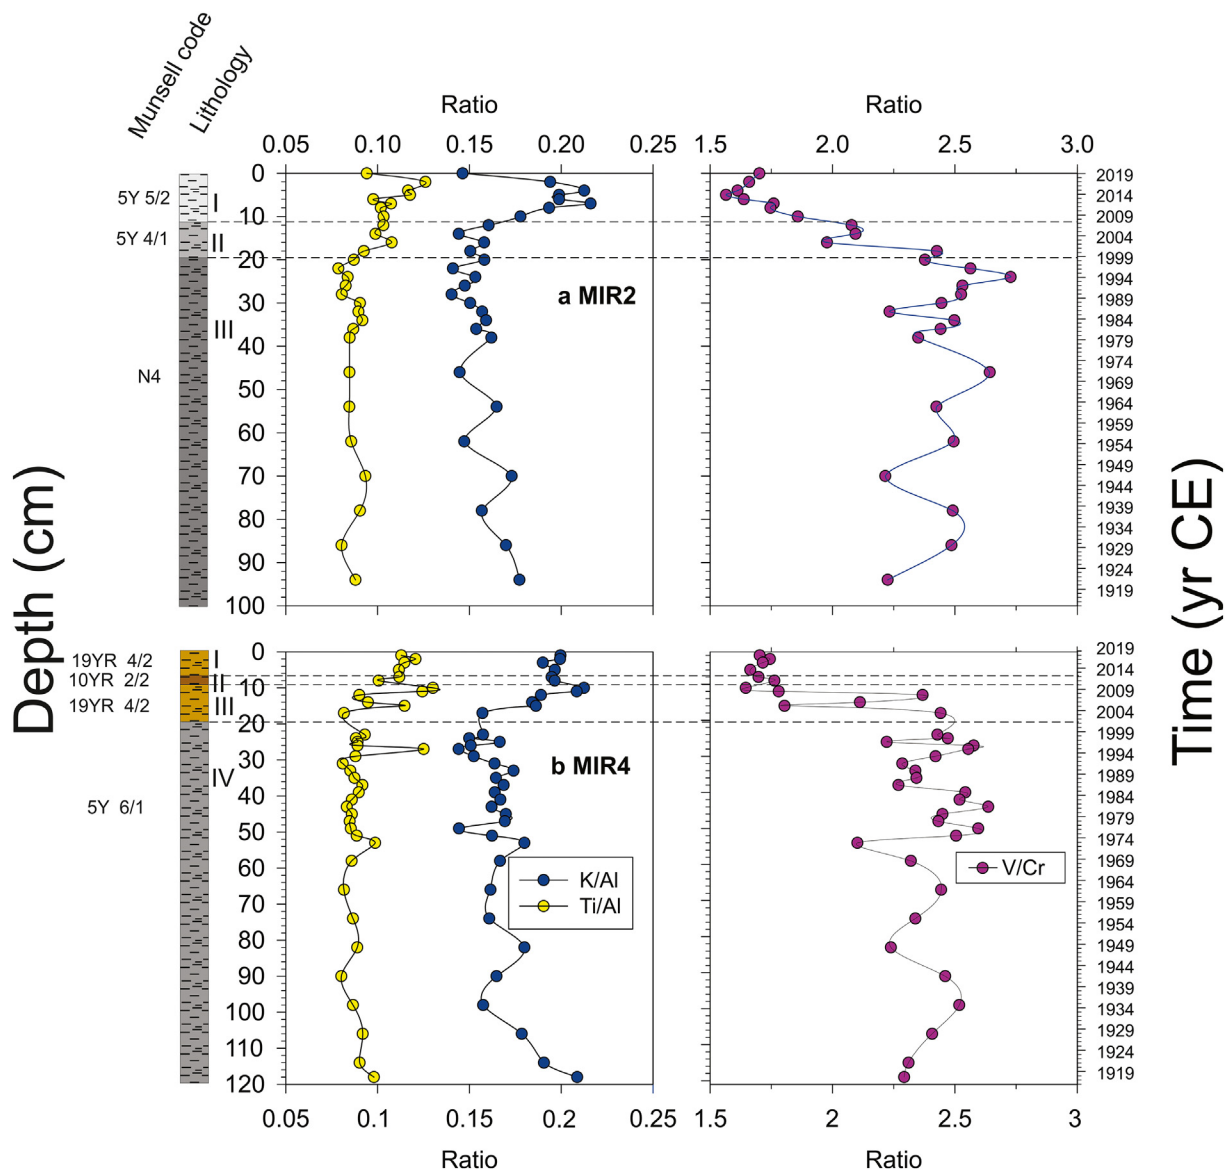 Munsell code
Lithology
Ratio
Ratio
0.05 0.10 0.15 0.20 0.25
1.5 2.0 2.5 3.0
Depth (cm)
Time (yr CE)
0
10
20
30
40
50
60
70
80
90
100
5Y 5/2
5Y 4/1
N4
I
II
III
a MIR2
2019
2014
2009
2004
1999
1994
1989
1984
1979
1974
1969
1964
1959
1954
1949
1944
1939
1934
1929
1924
1919
0
10
20
30
40
50
60
70
80
90
100
110
120
19YR 4/2
10YR 2/2
19YR 4/2
5Y 6/1
I
II
III
IV
b MIR4
K/Al
Ti/Al
V/Cr
2019
2014
2009
2004
1999
1994
1989
1984
1979
1974
1969
1964
1959
1954
1949
1944
1939
1934
1929
1924
1919
0.05 0.10 0.15 0.20 0.25
1.5 2 2.5 3
Ratio
Ratio